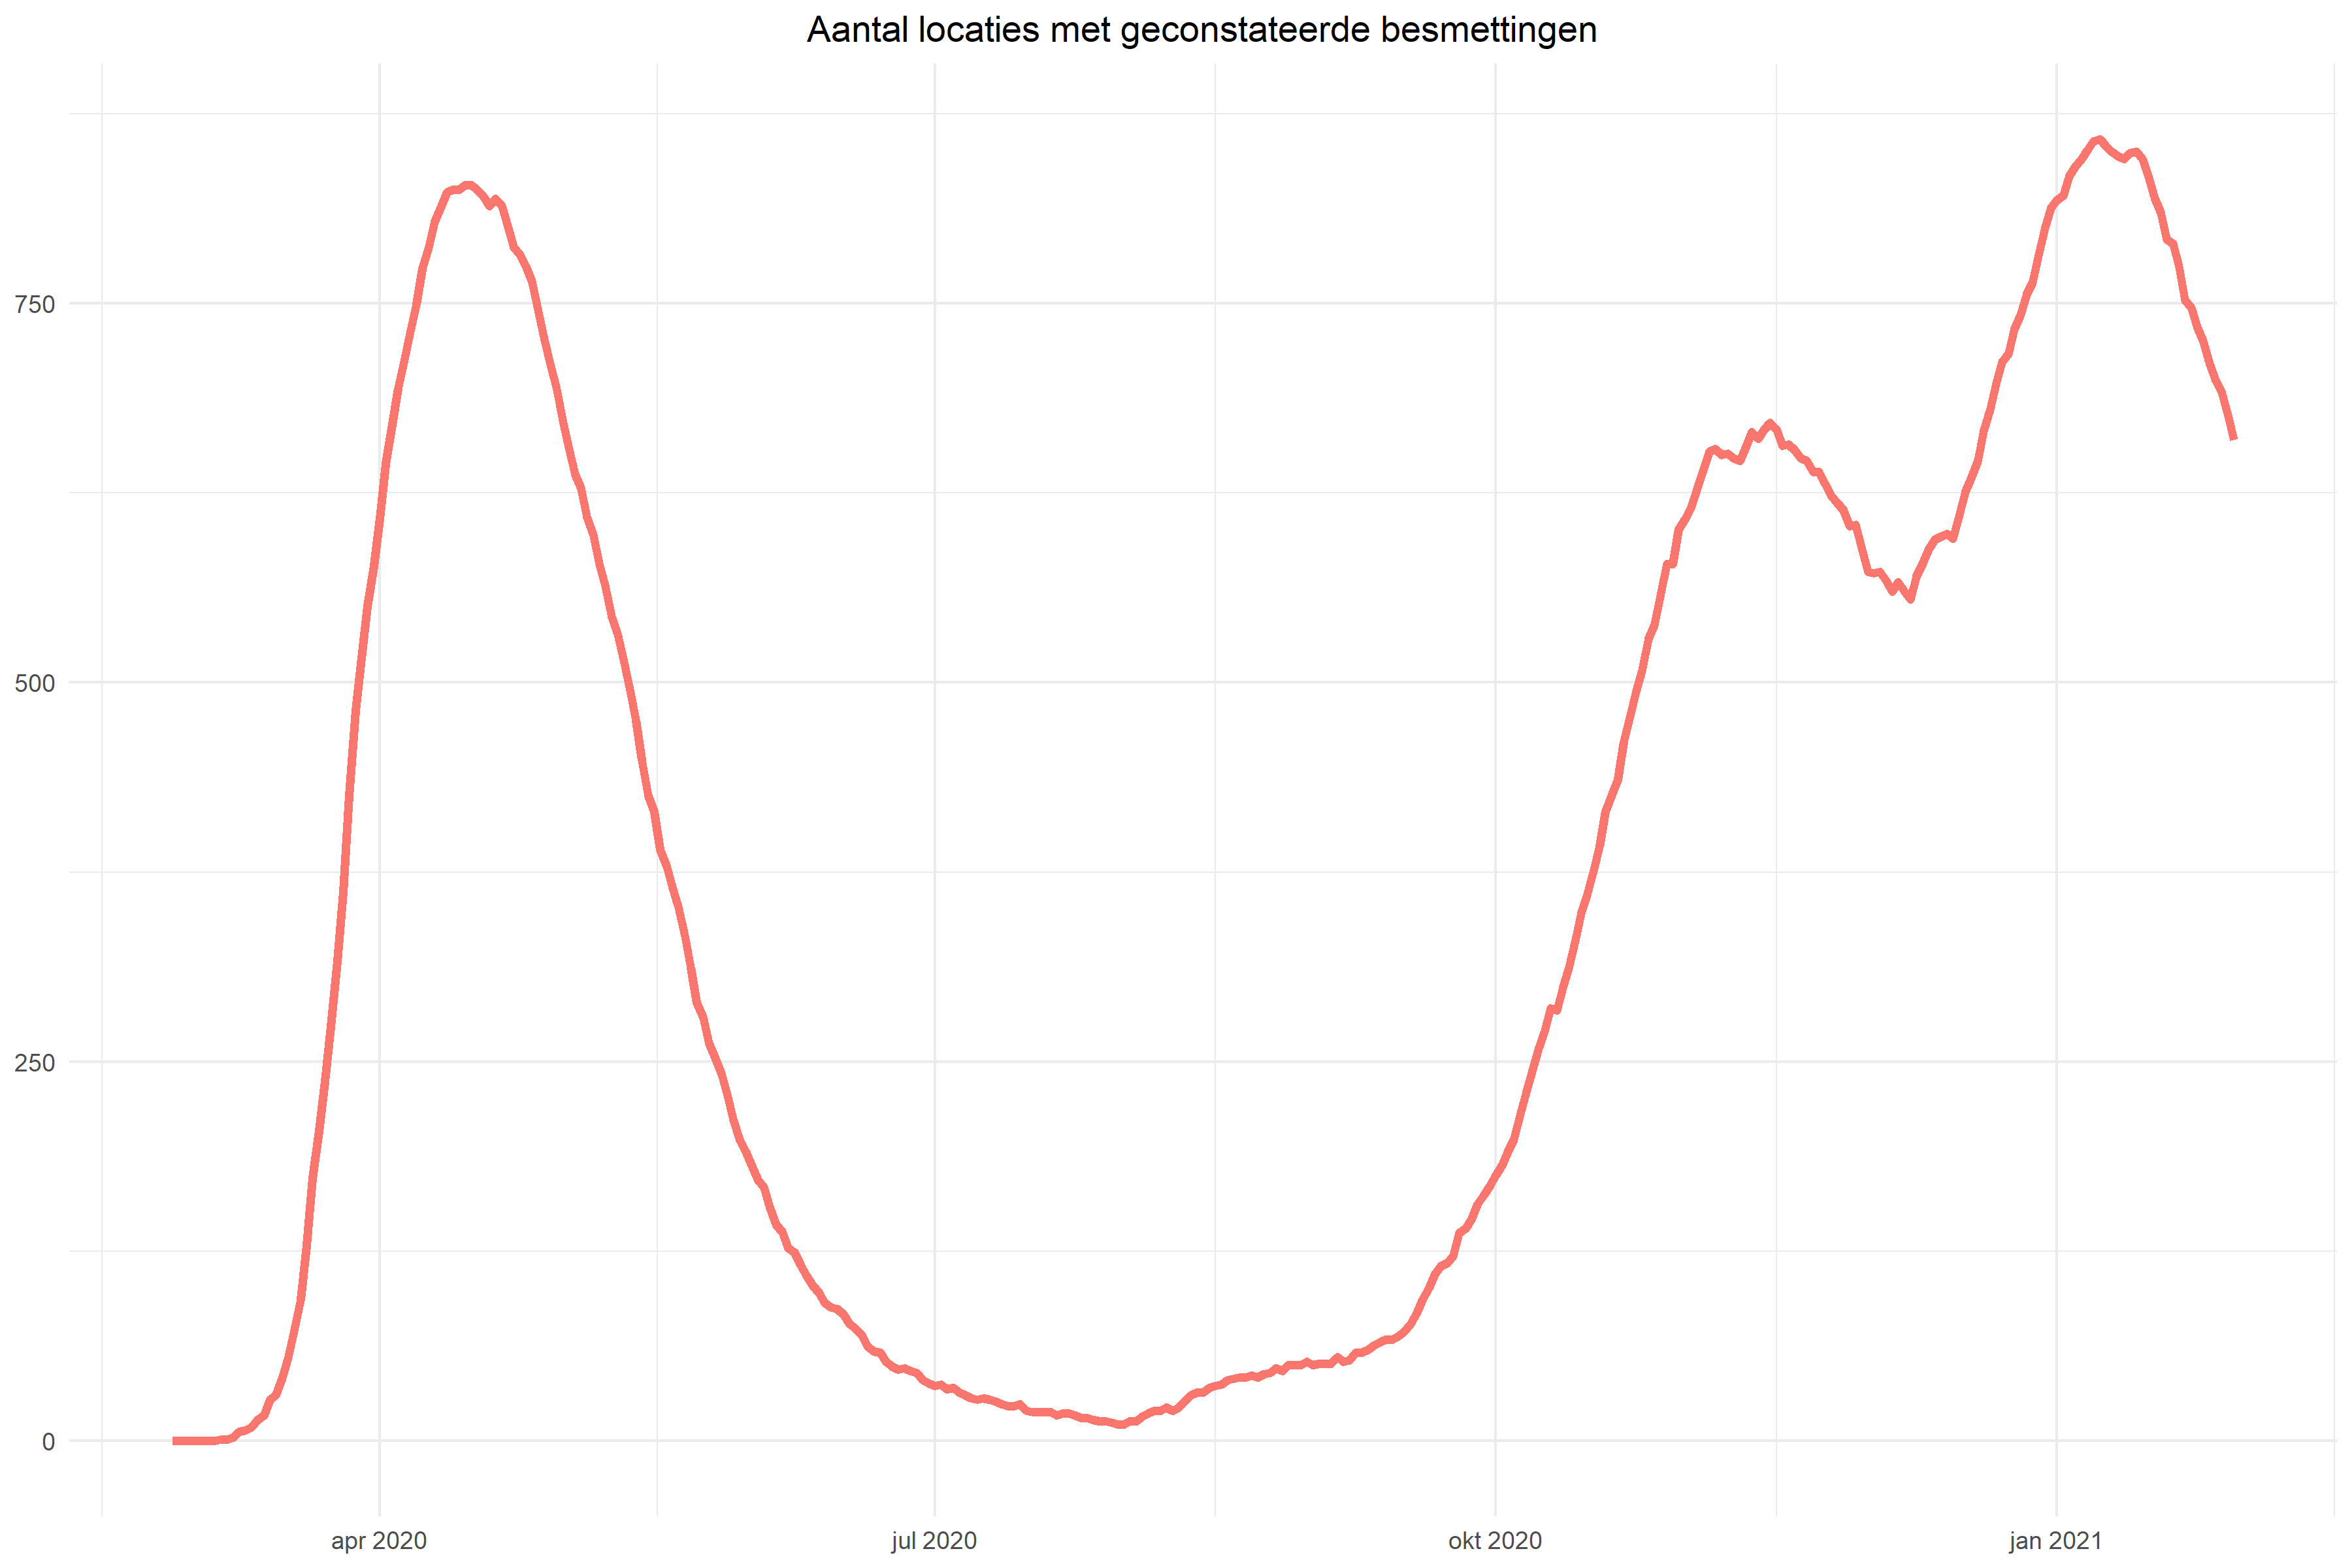 Aantal locaties met geconstateerde besmettingen
750
500
250
0
apr 2020
jul 2020
okt 2020
jan 2021